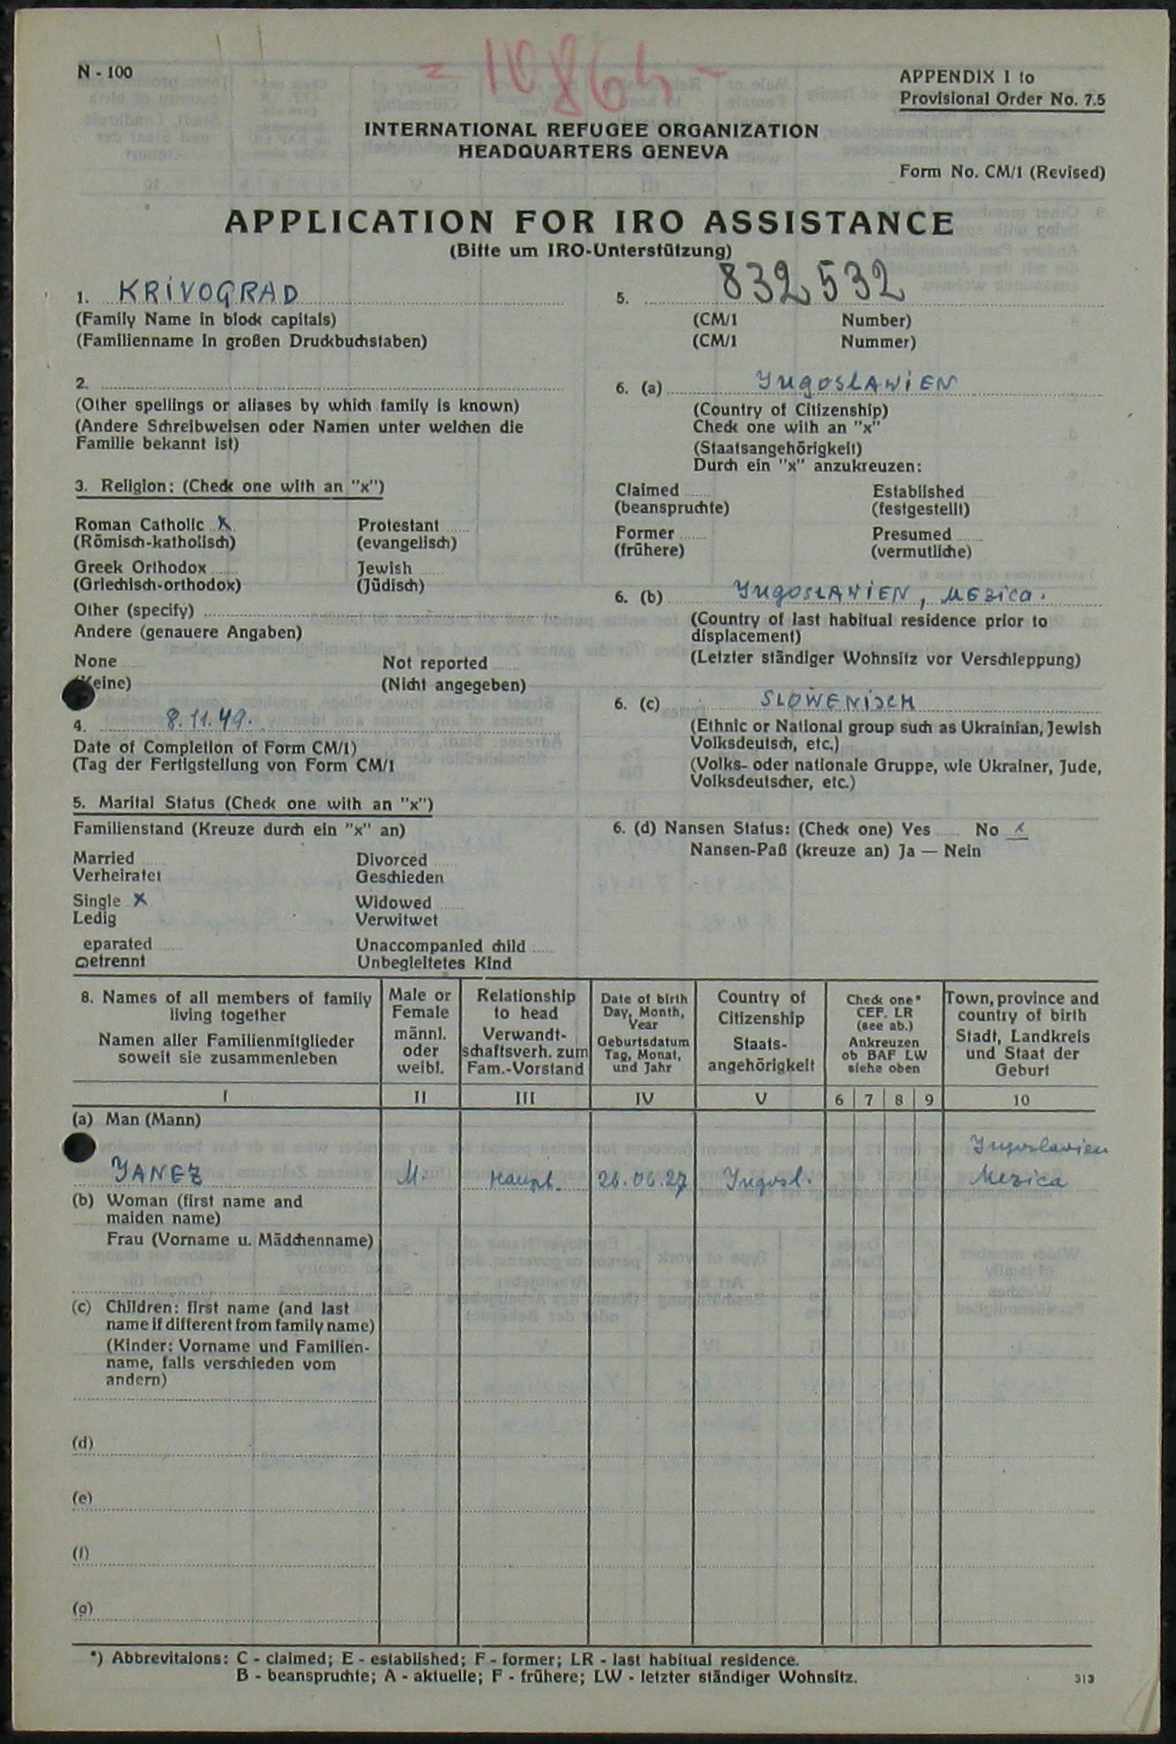 = 10864 -
N - 100
APPENDIX I to
Provisional Order No. 7.5
INTERNATIONAL REFUGEE ORGANIZATION
HEADQUARTERS GENEVA
Form No. CM/1 (Revised)
APPLICATION FOR IRO ASSISTANCE
(Bitte um IRO-Unterstützung)
1. KRIVOGRAD
(Family Name in block capitals)
(Familienname in großen Druckbuchstaben)
5. 832532
(CM/1 Number)
(CM/1 Nummer)
2.
(Other spellings or aliases by which family is known)
(Andere Schreibweisen oder Namen unter welchen die
Familie bekannt ist)
6. (a) JugosLAWiEN
(Country of Citizenship)
Check one with an "x"
(Staatsangehörigkeit)
Durch ein "x" anzukreuzen:
3. Religion: (Check one with an "x")
Roman Catholic x
(Römisch-katholisch)
Protestant
(evangelisch)
Greek Orthodox
(Griechisch-orthodox)
Jewish
(Jüdisch)
Other (specify)
Andere (genauere Angaben)
None
(Keine)
Not reported
(Nicht angegeben)
Claimed
(beanspruchte)
Established
(festgestellt)
Former
(frühere)
Presumed
(vermutliche)
6. (b) JugosLAViEN, MEzica.
(Country of last habitual residence prior to
displacement)
(Letzter ständiger Wohnsitz vor Verschleppung)
4. 8.11.49.
Date of Completion of Form CM/1)
(Tag der Fertigstellung von Form CM/1
6. (c) SLOWENisCH
(Ethnic or National group such as Ukrainian, Jewish
Volksdeutsch, etc.)
(Volks- oder nationale Gruppe, wie Ukrainer, Jude,
Volksdeutscher, etc.)
5. Marital Status (Check one with an "x")
Familienstand (Kreuze durch ein "x" an)
6. (d) Nansen Status: (Check one) Yes No x
Nansen-Paß (kreuze an) Ja — Nein
Married
Verheiratet
Divorced
Geschieden
Single x
Ledig
Widowed
Verwitwet
eparated
Getrennt
Unaccompanied child
Unbegleitetes Kind
8. Names of all members of family
living together
Namen aller Familienmitglieder
soweit sie zusammenleben
Male or
Female
männl.
oder
weibl.
Relationship
to head
Verwandt-
schaftsverh. zum
Fam.-Vorstand
Date of birth
Day, Month,
Year
Geburtsdatum
Tag, Monat,
und Jahr
Country of
Citizenship
Staats-
angehörigkeit
Check one*
CEF. LR
(see ab.)
Ankreuzen
ob BAF LW
siehe oben
Town, province and
country of birth
Stadt, Landkreis
und Staat der
Geburt
I II III IV V 6 7 8 9 10
(a) Man (Mann)
Jugoslavien
JANEZ M. Haupt. 26.06.27 Jugosl. Mezica
(b) Woman (first name and
maiden name)
Frau (Vorname u. Mädchenname)
(c) Children: first name (and last
name if different from family name)
(Kinder: Vorname und Familien-
name, falls verschieden vom
andern)
(d)
(e)
(f)
(g)
*) Abbrevitaions: C - claimed; E - established; F - former; LR - last habitual residence.
B - beanspruchte; A - aktuelle; F - frühere; LW - letzter ständiger Wohnsitz.
313